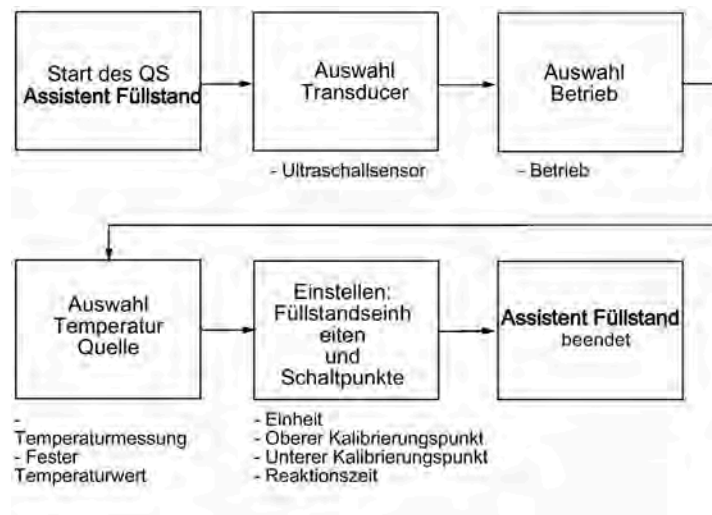 Start des QS
Assistent Füllstand
Auswahl
Transducer
Auswahl
Betrieb
- Ultraschallsensor
- Betrieb
Auswahl
Temperatur
Quelle
Einstellen:
Füllstandseinh
eiten
und
Schaltpunkte
Assistent Füllstand
beendet
-
Temperaturmessung
- Fester
Temperaturwert
- Einheit
- Oberer Kalibrierungspunkt
- Unterer Kalibrierungspunkt
- Reaktionszeit